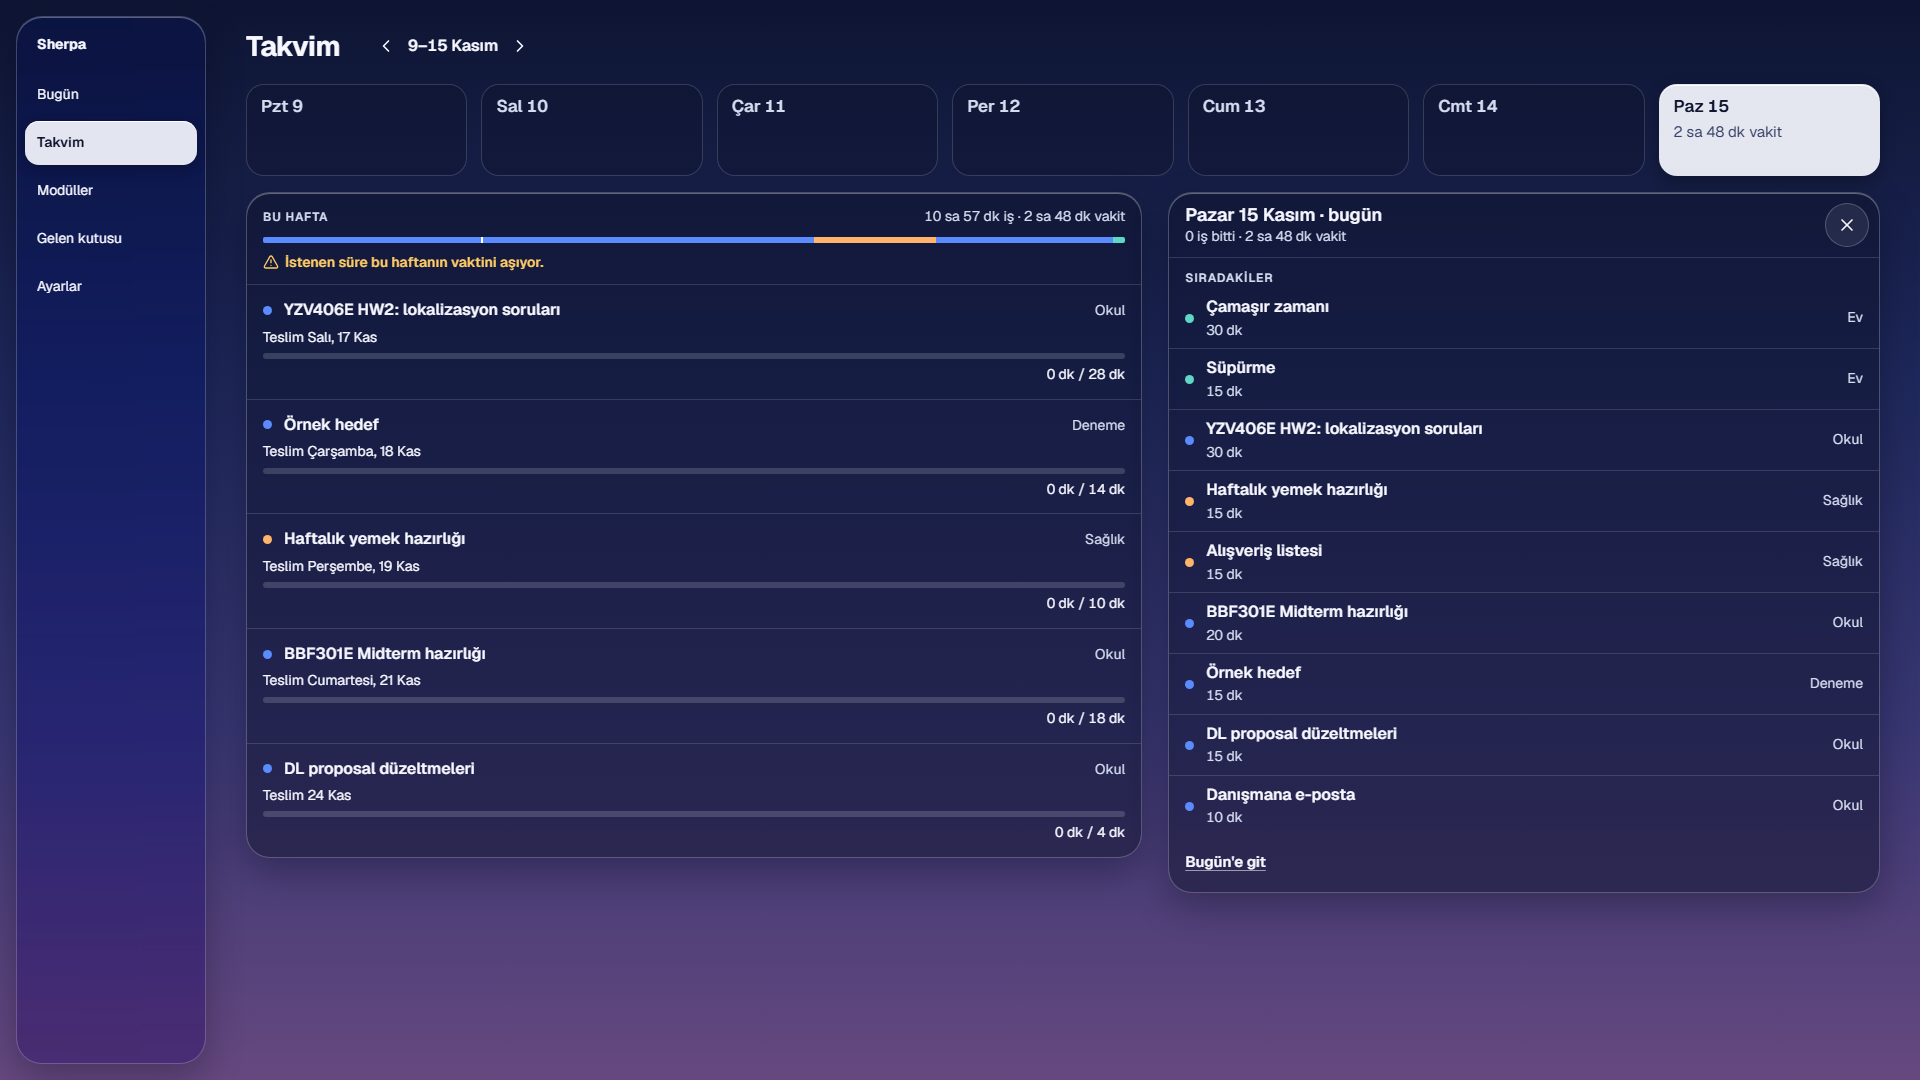 Sherpa
Bugün
Takvim
Modüller
Gelen kutusu
Ayarlar
Takvim
9–15 Kasım
Pzt 9
Sal 10
Çar 11
Per 12
Cum 13
Cmt 14
Paz 15
2 sa 48 dk vakit
BU HAFTA
10 sa 57 dk iş · 2 sa 48 dk vakit
İstenen süre bu haftanın vaktini aşıyor.
YZV406E HW2: lokalizasyon soruları
Okul
Teslim Salı, 17 Kas
0 dk / 28 dk
Örnek hedef
Deneme
Teslim Çarşamba, 18 Kas
0 dk / 14 dk
Haftalık yemek hazırlığı
Sağlık
Teslim Perşembe, 19 Kas
0 dk / 10 dk
BBF301E Midterm hazırlığı
Okul
Teslim Cumartesi, 21 Kas
0 dk / 18 dk
DL proposal düzeltmeleri
Okul
Teslim 24 Kas
0 dk / 4 dk
Pazar 15 Kasım · bugün
0 iş bitti · 2 sa 48 dk vakit
SIRADAKİLER
Çamaşır zamanı
30 dk
Ev
Süpürme
15 dk
Ev
YZV406E HW2: lokalizasyon soruları
30 dk
Okul
Haftalık yemek hazırlığı
15 dk
Sağlık
Alışveriş listesi
15 dk
Sağlık
BBF301E Midterm hazırlığı
20 dk
Okul
Örnek hedef
15 dk
Deneme
DL proposal düzeltmeleri
15 dk
Okul
Danışmana e-posta
10 dk
Okul
Bugün'e git